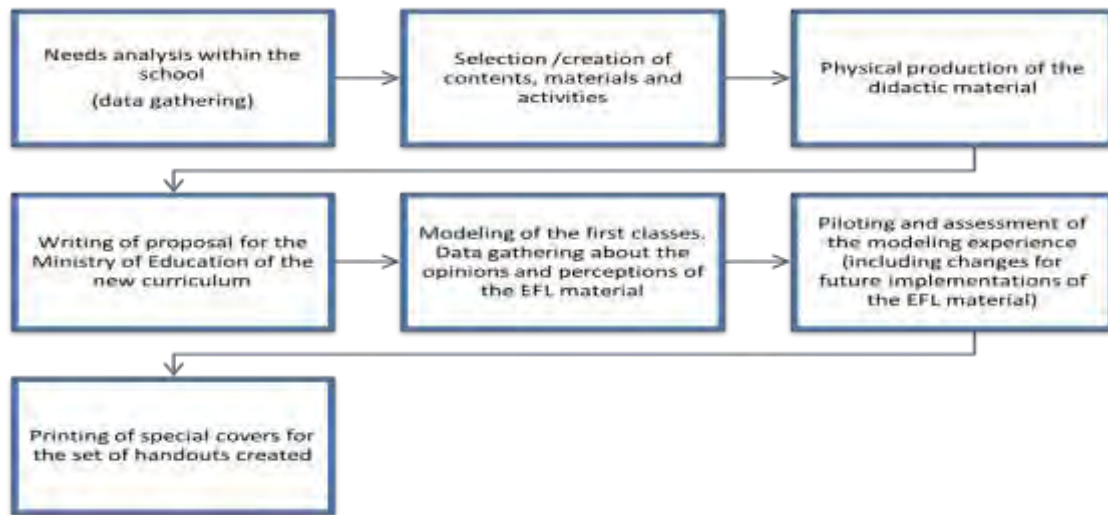 Needs analysis within the
school
(data gathering)
Selection /creation of
contents, materials and
activities
Physical production of the
didactic material
Writing of proposal for the
Ministry of Education of the
new curriculum
Modeling of the first classes.
Data gathering about the
opinions and perceptions of
the EFL material
Piloting and assessment of
the modeling experience
(including changes for
future implementations of
the EFL material)
Printing of special covers for
the set of handouts created